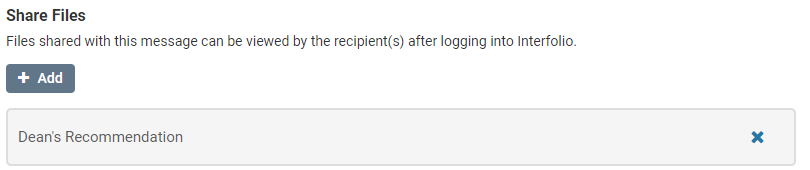 Share Files
Files shared with this message can be viewed by the recipient(s) after logging into Interfolio.
+ Add
Dean's Recommendation